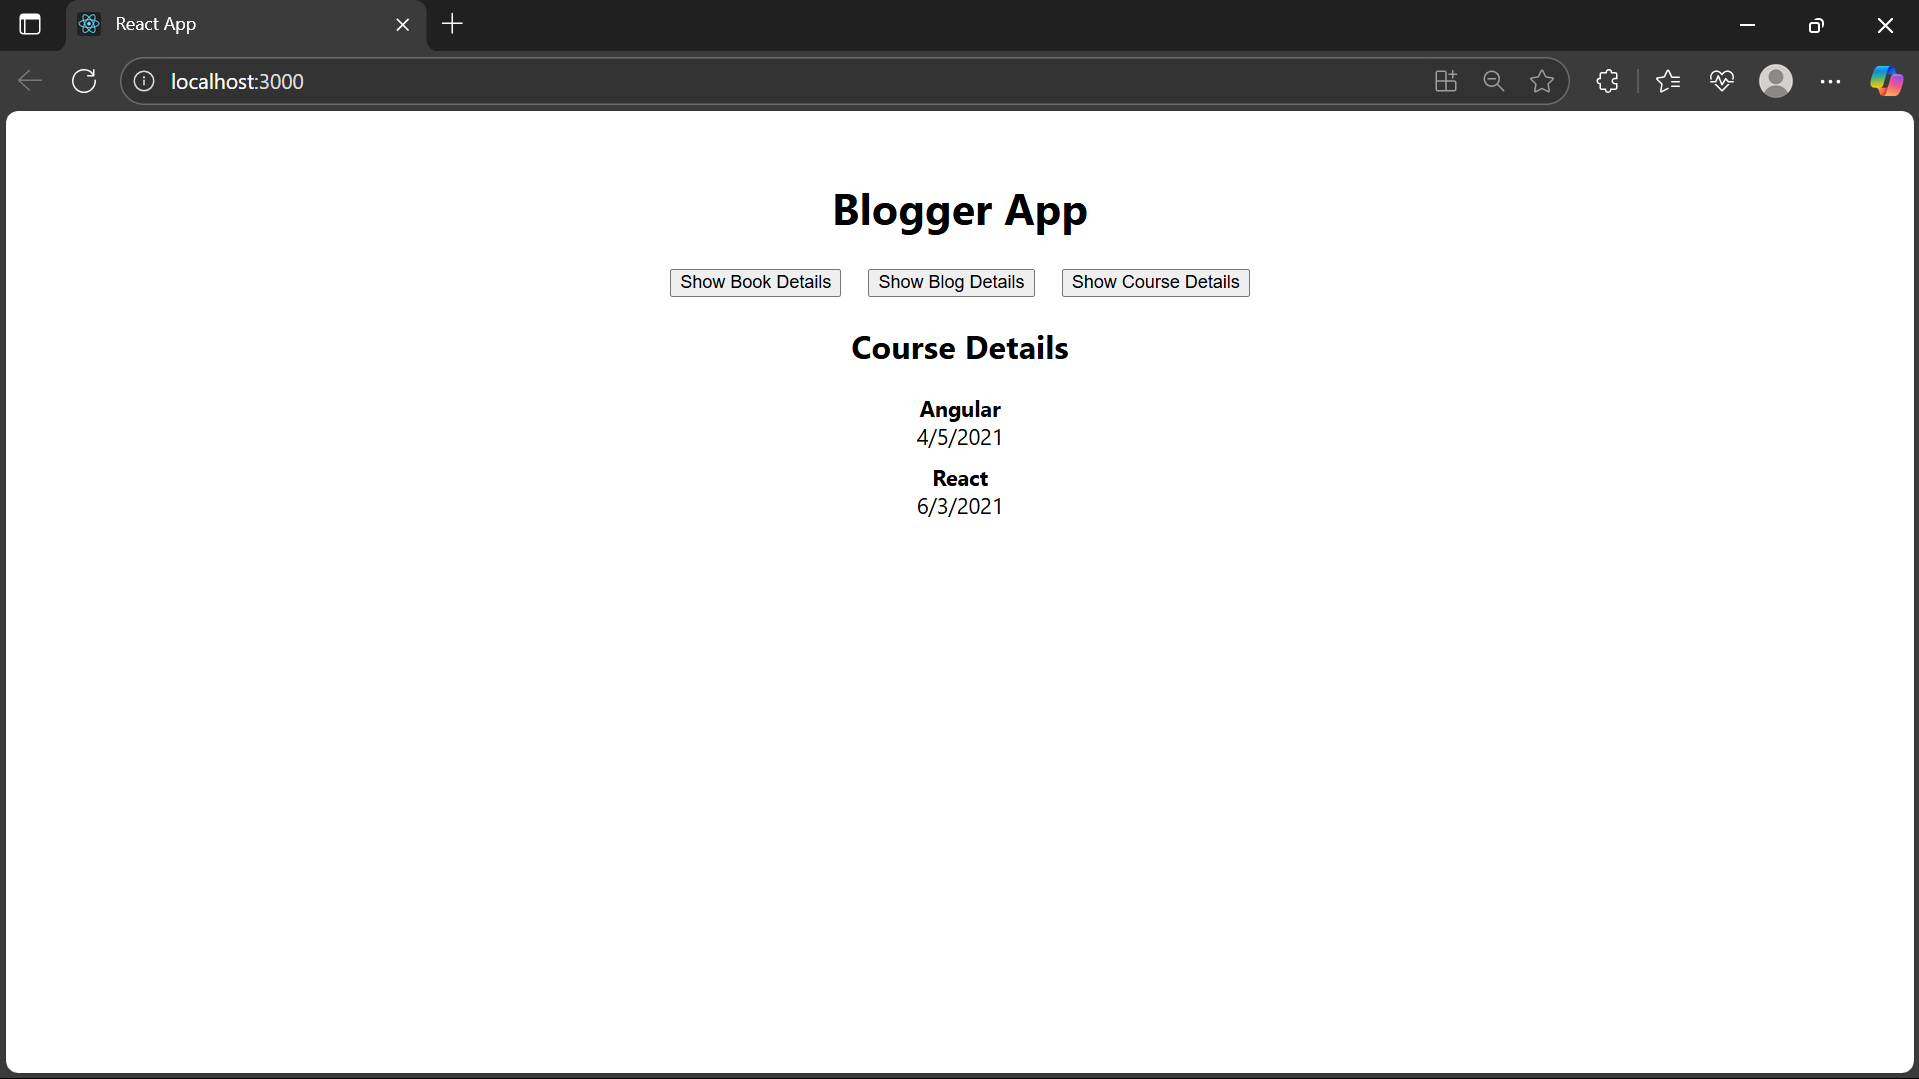 React App
localhost:3000
Blogger App
Show Book Details Show Blog Details Show Course Details
Course Details
Angular
4/5/2021
React
6/3/2021